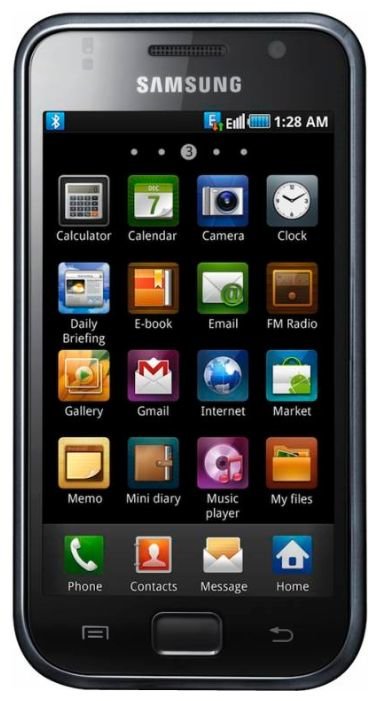 SAMSUNG
E 1:28 AM
3
DEC
7
Calculator Calendar Camera Clock
Daily Briefing E-book Email FM Radio
Gallery Gmail Internet Market
Memo Mini diary Music player My files
Phone Contacts Message Home